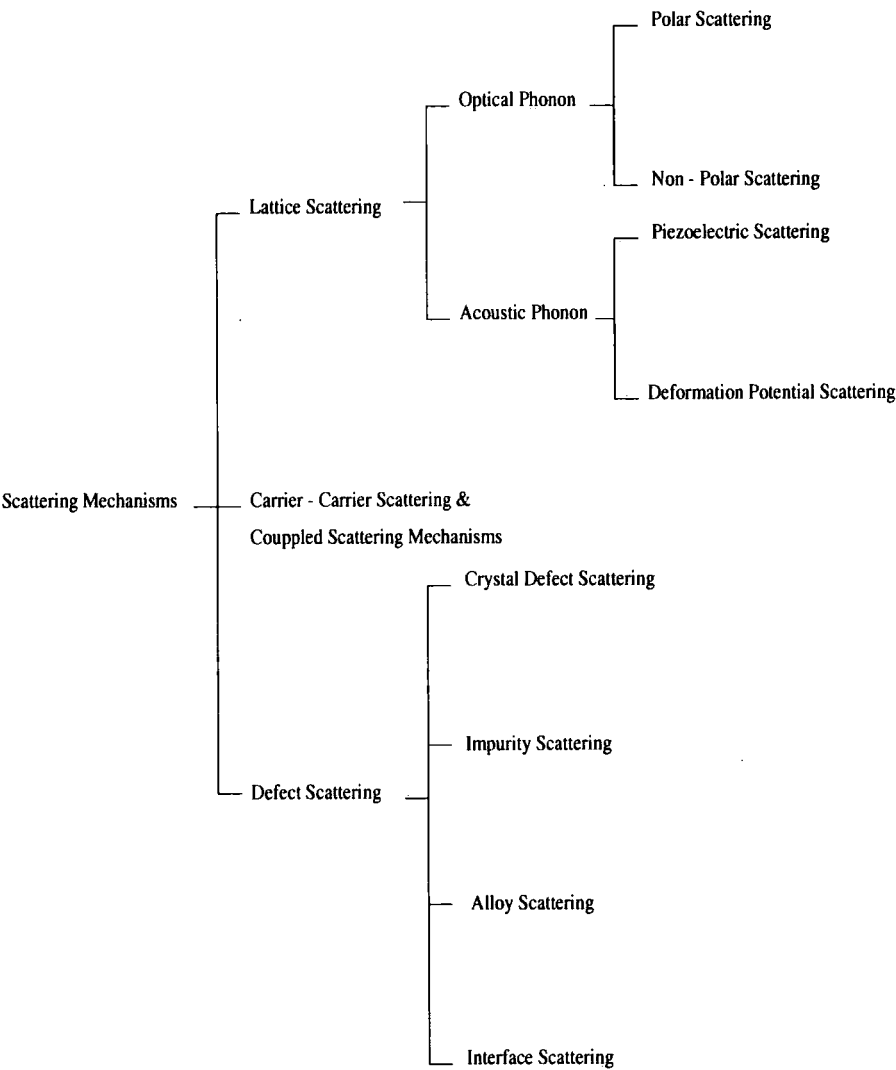 Polar Scattering
Optical Phonon
Non - Polar Scattering
Lattice Scattering
Piezoelectric Scattering
Acoustic Phonon
Deformation Potential Scattering
Scattering Mechanisms
Carrier - Carrier Scattering &
Couppled Scattering Mechanisms
Crystal Defect Scattering
Impurity Scattering
Defect Scattering
Alloy Scattering
Interface Scattering